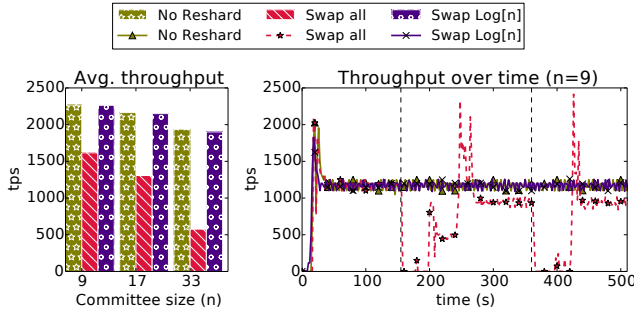 No Reshard Swap all Swap Log[n]
No Reshard Swap all Swap Log[n]
Avg. throughput
2500
2000
1500
1000
500
0
tps
9 17 33
Committee size (n)
Throughput over time (n=9)
2500
2000
1500
1000
500
0
tps
0 100 200 300 400 500
time (s)